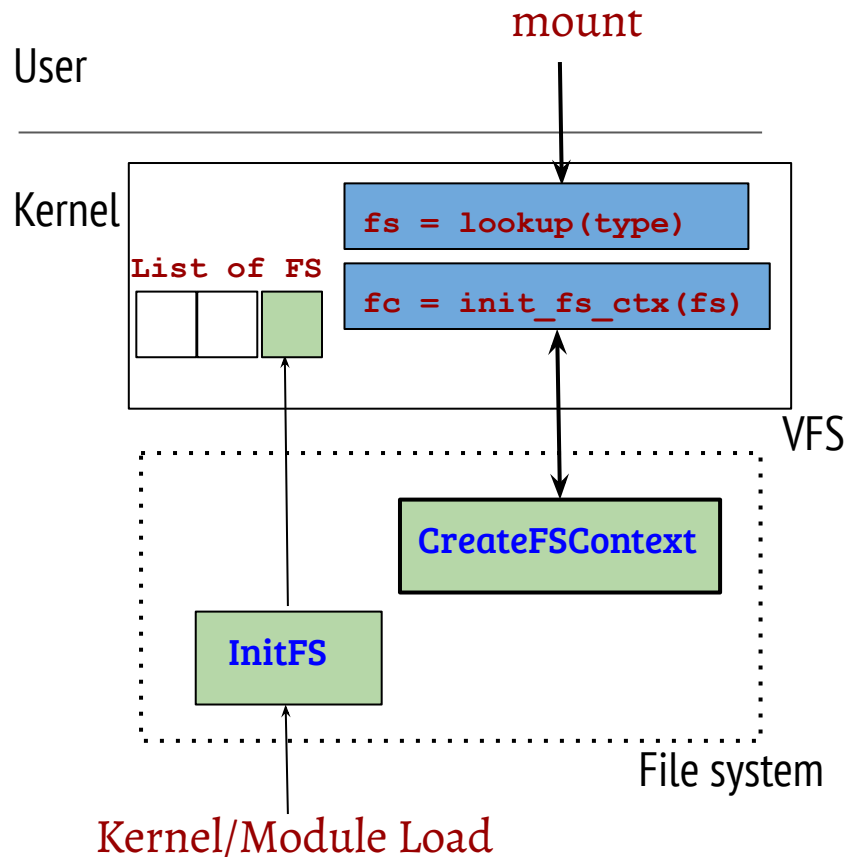 mount
User
Kernel
fs = lookup(type)
List of FS
fc = init_fs_ctx(fs)
VFS
CreateFSContext
InitFS
File system
Kernel/Module Load